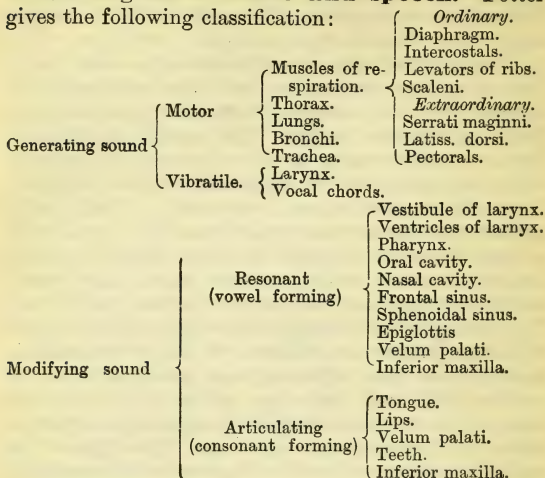 gives the following classification:
Generating sound
Motor
Muscles of re-
spiration.
Ordinary.
Diaphragm.
Intercostals.
Levators of ribs.
Scaleni.
Extraordinary.
Serrati maginni.
Latiss. dorsi.
Pectorals.
Thorax.
Lungs.
Bronchi.
Trachea.
Vibratile.
Larynx.
Vocal chords.
Modifying sound
Resonant
(vowel forming)
Vestibule of larynx.
Ventricles of larnyx.
Pharynx.
Oral cavity.
Nasal cavity.
Frontal sinus.
Sphenoidal sinus.
Epiglottis
Velum palati.
Inferior maxilla.
Articulating
(consonant forming)
Tongue.
Lips.
Velum palati.
Teeth.
Inferior maxilla.